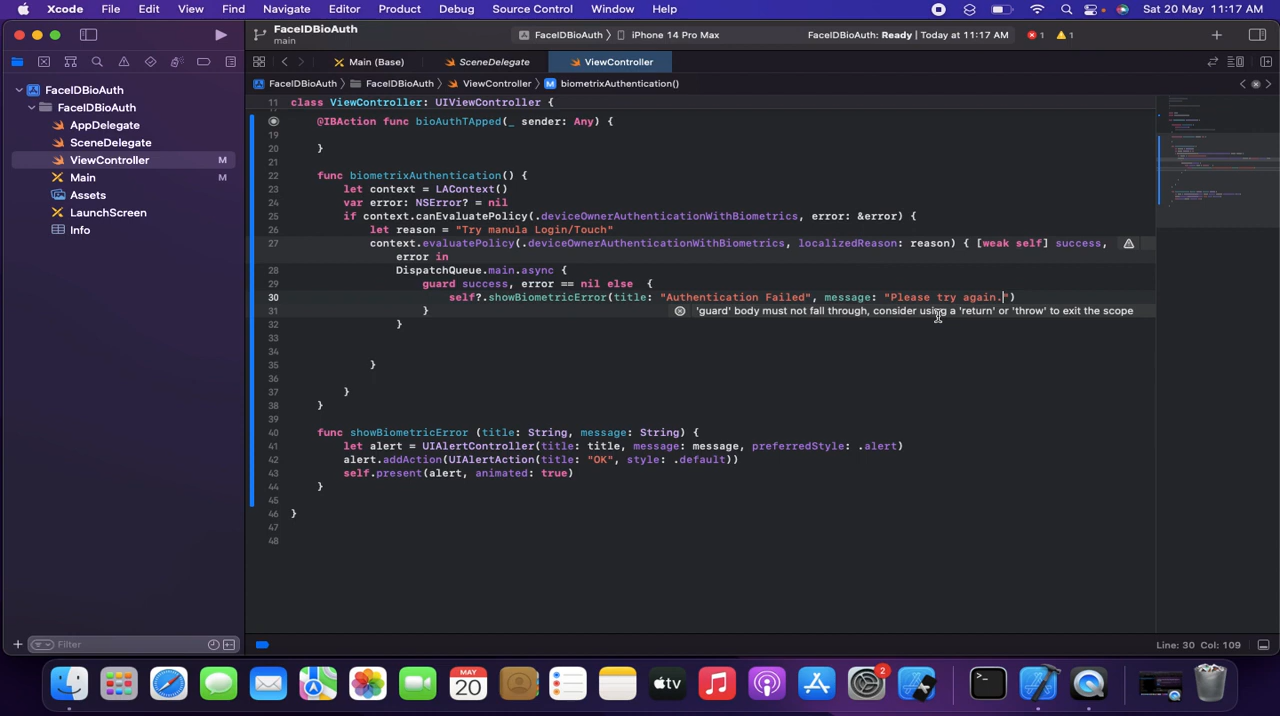 Xcode File Edit View Find Navigate Editor Product Debug Source Control Window Help Sat 20 May 11:17 AM
FaceIDBioAuth
main
FaceIDBioAuth 〉 iPhone 14 Pro Max
FaceIDBioAuth: Ready | Today at 11:17 AM
1 1
Main (Base) SceneDelegate ViewController
FaceIDBioAuth 〉 FaceIDBioAuth 〉 ViewController 〉 M biometrixAuthentication()
FaceIDBioAuth
FaceIDBioAuth
AppDelegate
SceneDelegate
ViewController M
Main M
Assets
LaunchScreen
Info
11 class ViewController: UIViewController {
@IBAction func bioAuthTApped(_ sender: Any) {
19
20 }
21
22 func biometrixAuthentication() {
23 let context = LAContext()
24 var error: NSError? = nil
25 if context.canEvaluatePolicy(.deviceOwnerAuthenticationWithBiometrics, error: &error) {
26 let reason = "Try manula Login/Touch"
27 context.evaluatePolicy(.deviceOwnerAuthenticationWithBiometrics, localizedReason: reason) { [weak self] success,
error in
28 DispatchQueue.main.async {
29 guard success, error == nil else {
30 self?.showBiometricError(title: "Authentication Failed", message: "Please try again.")
31 } 'guard' body must not fall through, consider using a 'return' or 'throw' to exit the scope
32 }
33
34
35 }
36
37 }
38 }
39
40 func showBiometricError (title: String, message: String) {
41 let alert = UIAlertController(title: title, message: message, preferredStyle: .alert)
42 alert.addAction(UIAlertAction(title: "OK", style: .default))
43 self.present(alert, animated: true)
44 }
45
46 }
47
48
Filter
Line: 30 Col: 109
MAY
20
tv
2